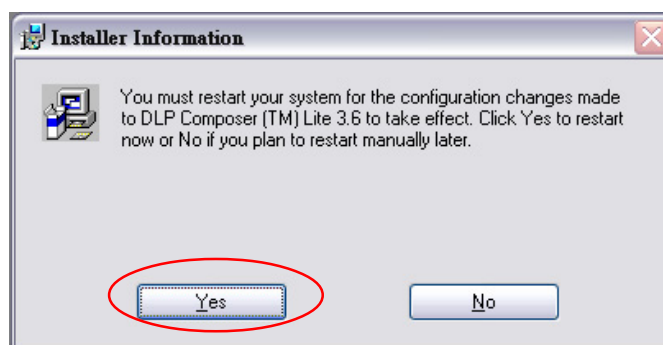 Installer Information
You must restart your system for the configuration changes made
to DLP Composer (TM) Lite 3.6 to take effect. Click Yes to restart
now or No if you plan to restart manually later.
Yes
No